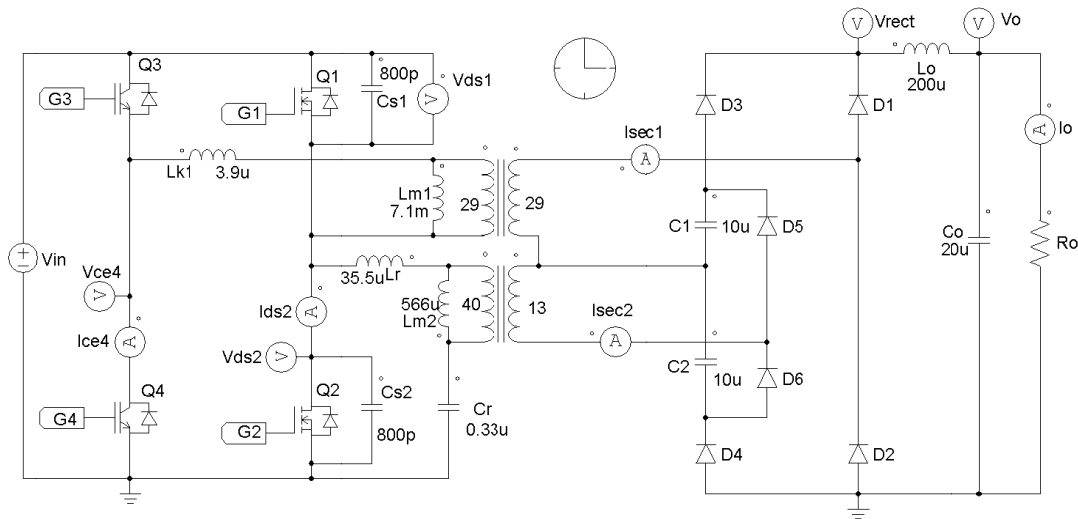 V Vrect
V Vo
Q3
Q1
800p
Cs1
Vds1
V
G3
G1
D3
D1
Lo
200u
Io
A
Isec1
A
Lk1 3.9u
Lm1
7.1m
29
29
C1
10u
D5
Co
20u
Ro
Vin
Vce4
V
35.5u
Lr
Ids2
A
566u
Lm2
40
13
Isec2
A
Ice4
A
Vds2
V
Cs2
C2
10u
D6
Q4
Q2
Cr
0.33u
G4
G2
800p
D4
D2